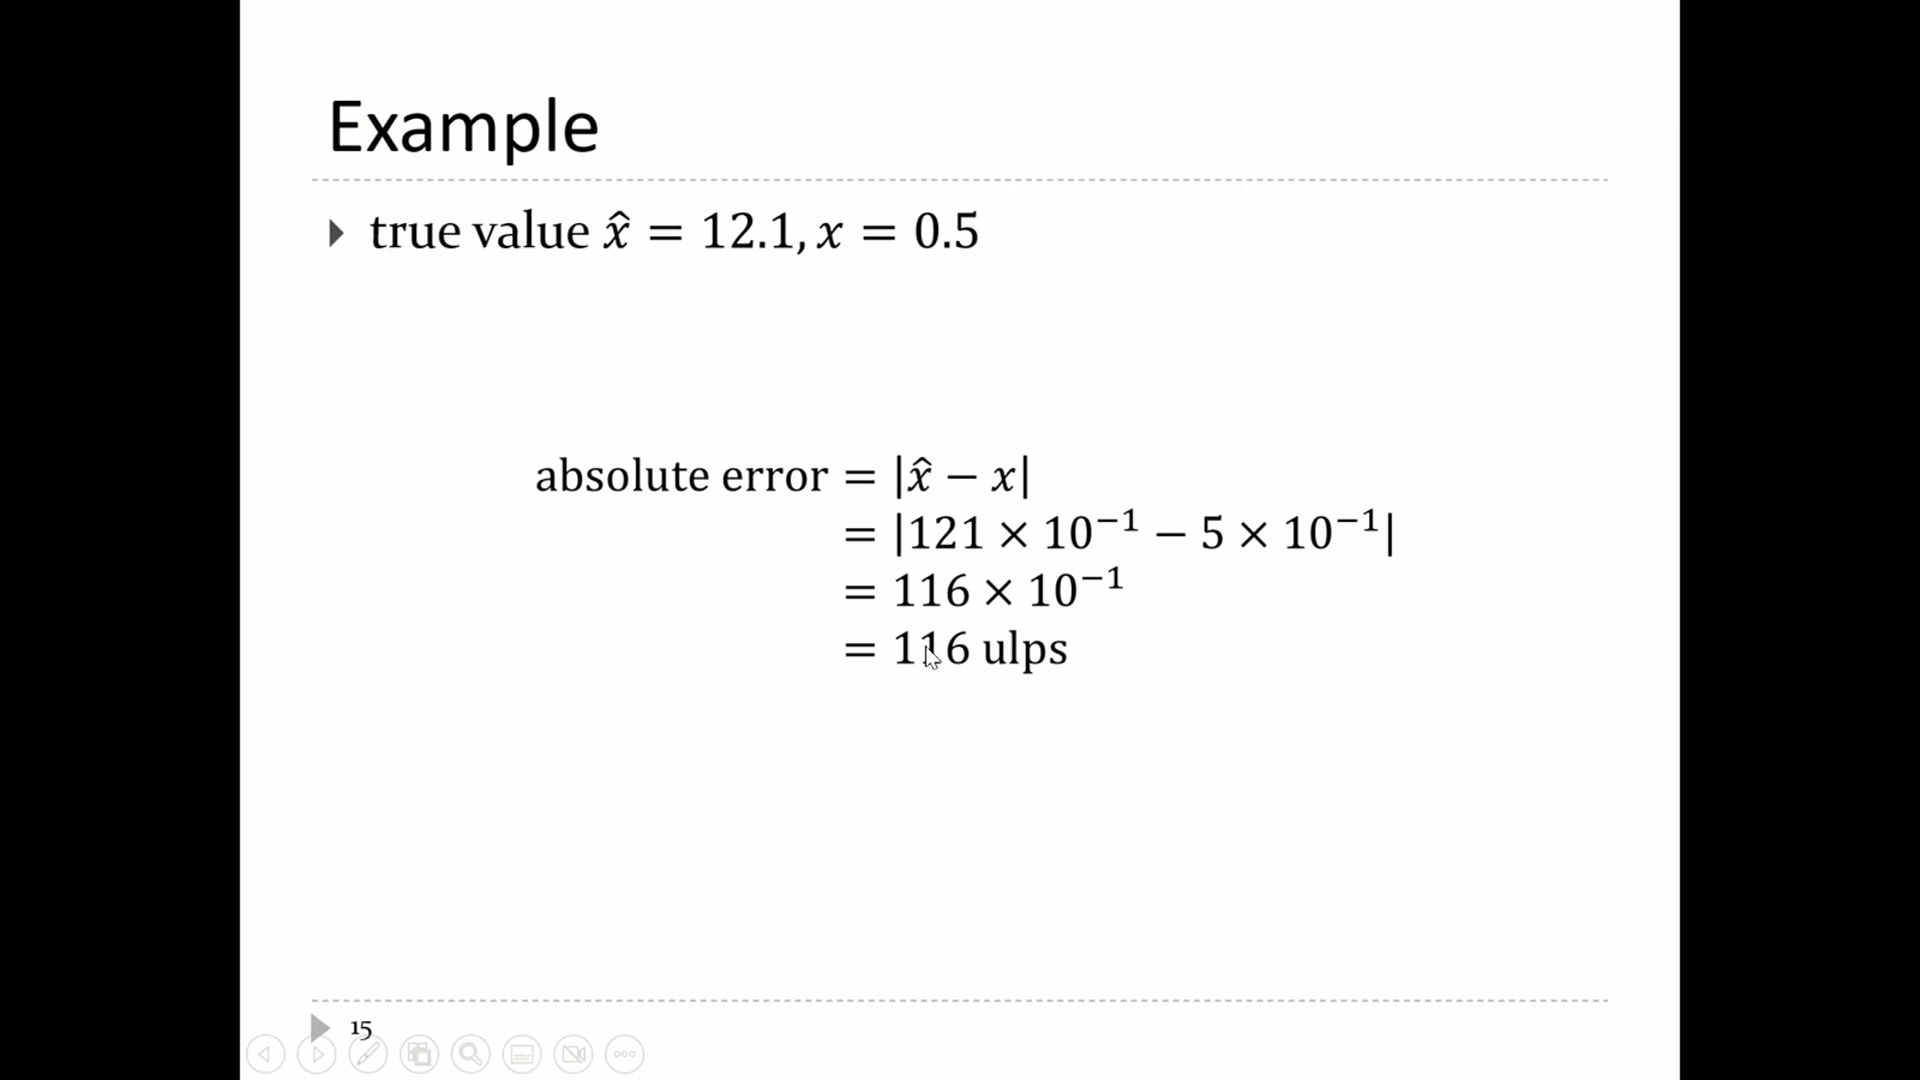 Example
true value x̂ = 12.1, x = 0.5
absolute error = |x̂ − x|
= |121 × 10⁻¹ − 5 × 10⁻¹|
= 116 × 10⁻¹
= 116 ulps
15